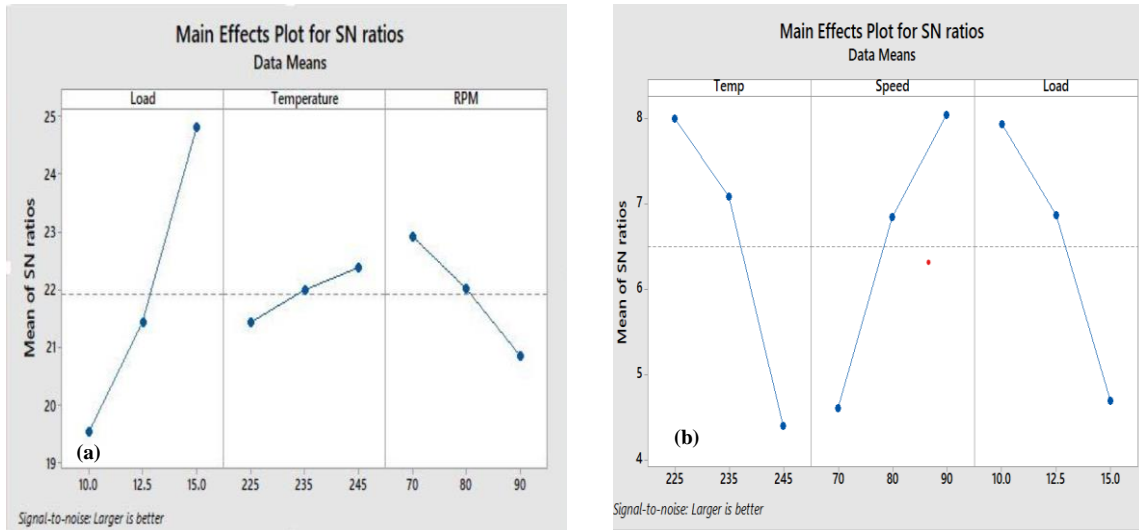 Main Effects Plot for SN ratios
Data Means
Load Temperature RPM
Mean of SN ratios
25
24
23
22
21
20
19
(a)
10.0 12.5 15.0 225 235 245 70 80 90
Signal-to-noise: Larger is better
Main Effects Plot for SN ratios
Data Means
Temp Speed Load
Mean of SN ratios
8
7
6
5
4
(b)
225 235 245 70 80 90 10.0 12.5 15.0
Signal-to-noise: Larger is better